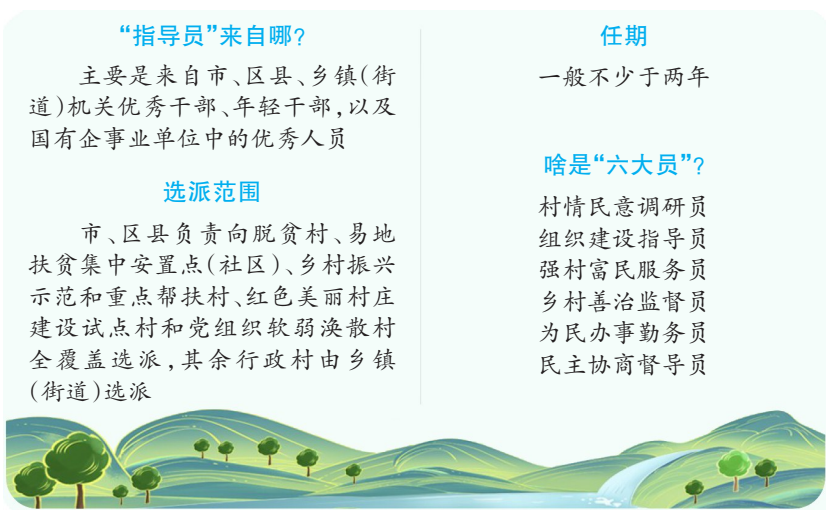 “指导员”来自哪？
主要是来自市、区县、乡镇（街
道）机关优秀干部、年轻干部，以及
国有企事业单位中的优秀人员
选派范围
市、区县负责向脱贫村、易地
扶贫集中安置点（社区）、乡村振兴
示范和重点帮扶村、红色美丽村庄
建设试点村和党组织软弱涣散村
全覆盖选派，其余行政村由乡镇
（街道）选派
任期
一般不少于两年
啥是“六大员”？
村情民意调研员
组织建设指导员
强村富民服务员
乡村善治监督员
为民办事勤务员
民主协商督导员